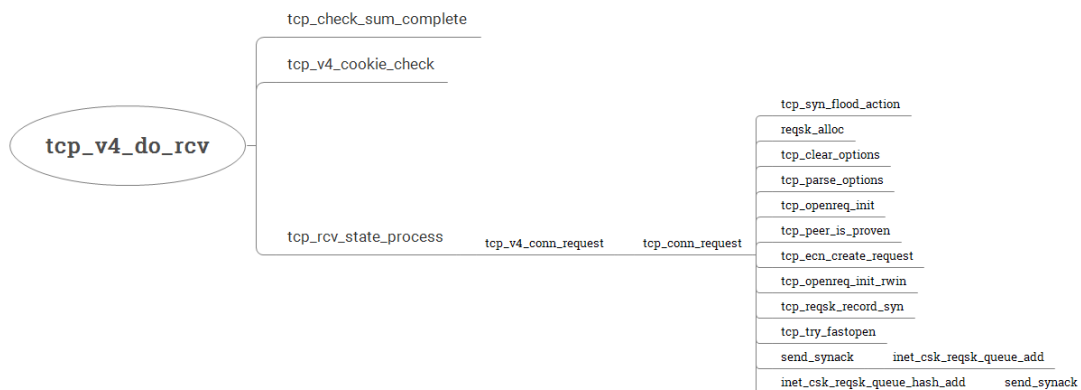 tcp_check_sum_complete
tcp_v4_cookie_check
tcp_v4_do_rcv
tcp_rcv_state_process
tcp_v4_conn_request
tcp_conn_request
tcp_syn_flood_action
reqsk_alloc
tcp_clear_options
tcp_parse_options
tcp_openreq_init
tcp_peer_is_proven
tcp_ecn_create_request
tcp_openreq_init_rwin
tcp_reqsk_record_syn
tcp_try_fastopen
send_synack inet_csk_reqsk_queue_add
inet_csk_reqsk_queue_hash_add send_synack